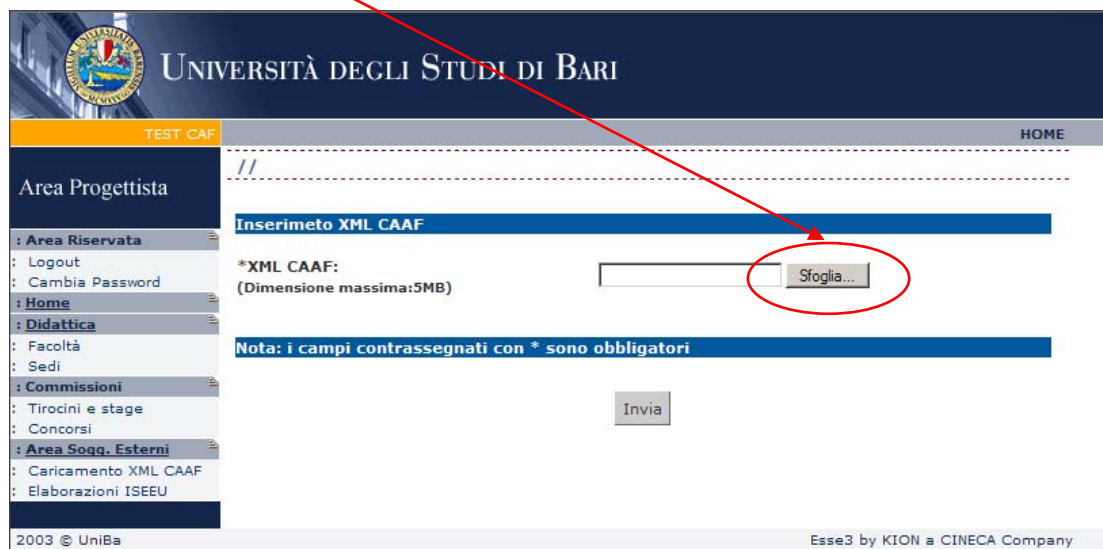 UNIVERSITÀ DEGLI STUDI DI BARI
TEST CAF
HOME
Area Progettista
//
: Area Riservata
: Logout
: Cambia Password
: Home
: Didattica
: Facoltà
: Sedi
: Commissioni
: Tirocini e stage
: Concorsi
: Area Sogg. Esterni
: Caricamento XML CAAF
: Elaborazioni ISEEU
Inserimeto XML CAAF
*XML CAAF:
(Dimensione massima:5MB)
Sfoglia...
Nota: i campi contrassegnati con * sono obbligatori
Invia
2003 © UniBa
Esse3 by KION a CINECA Company